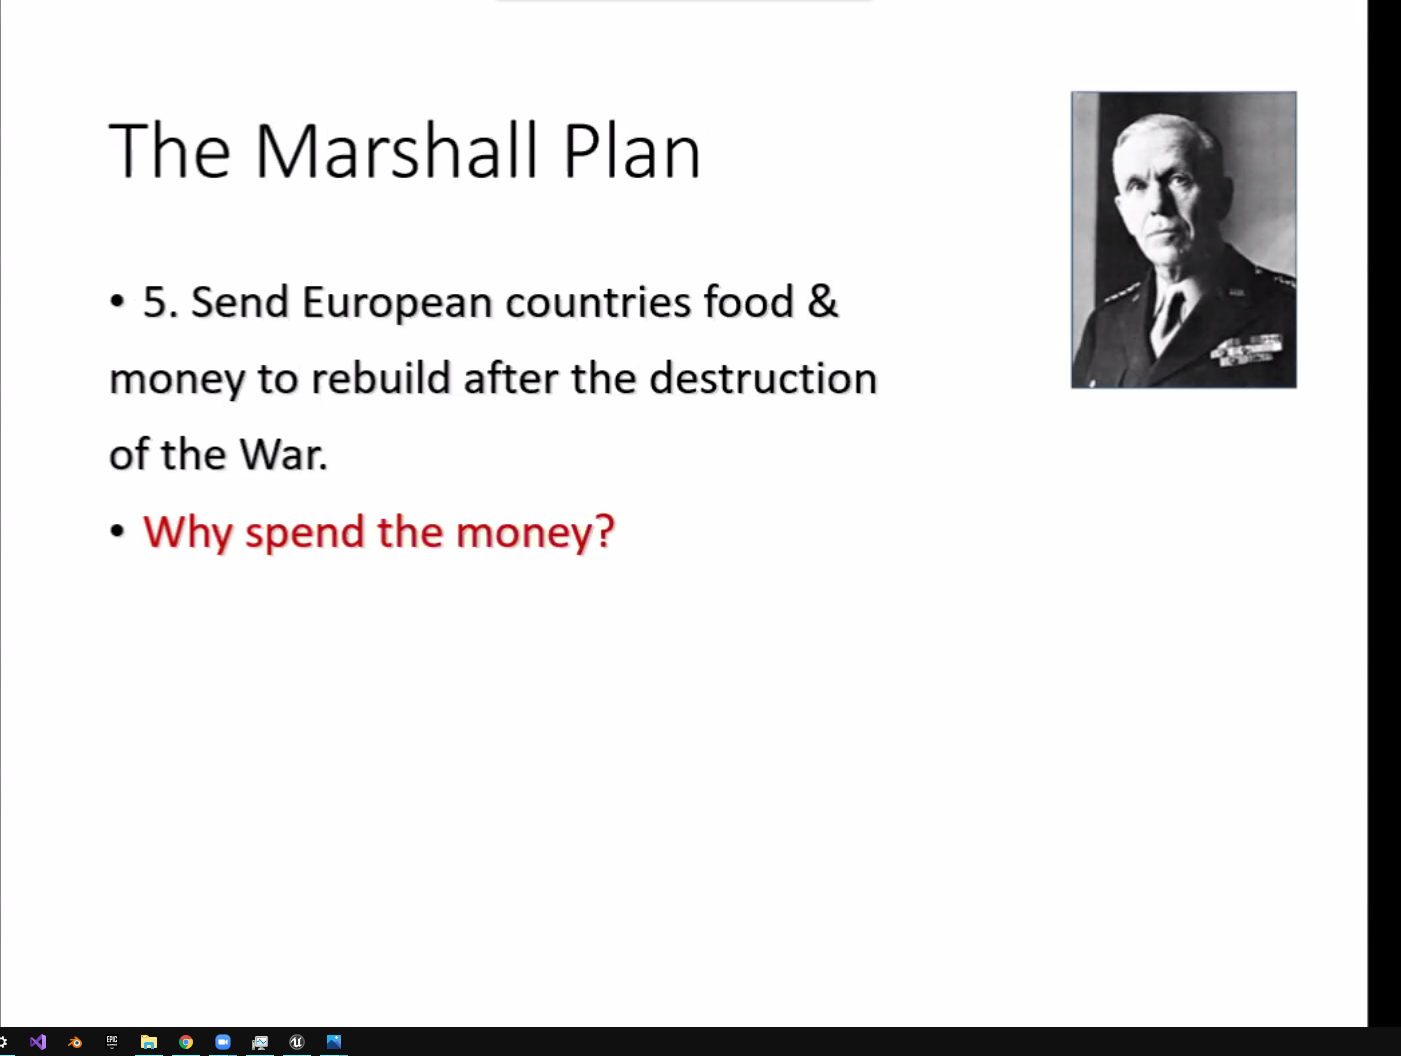 The Marshall Plan
• 5. Send European countries food &
money to rebuild after the destruction
of the War.
• Why spend the money?
EPIC